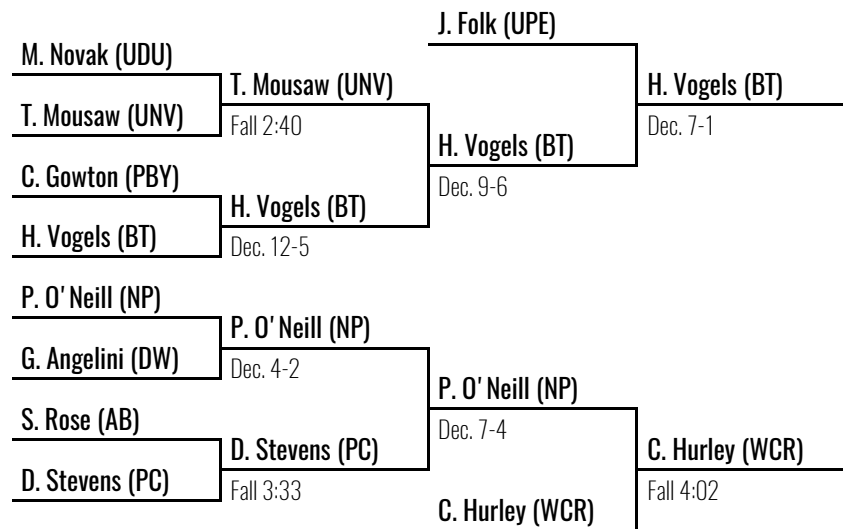 J. Folk (UPE)
M. Novak (UDU)
T. Mousaw (UNV)
H. Vogels (BT)
T. Mousaw (UNV)
Fall 2:40
Dec. 7-1
H. Vogels (BT)
C. Gowton (PBY)
Dec. 9-6
H. Vogels (BT)
H. Vogels (BT)
Dec. 12-5
P. O'Neill (NP)
P. O'Neill (NP)
G. Angelini (DW)
Dec. 4-2
P. O'Neill (NP)
S. Rose (AB)
Dec. 7-4
D. Stevens (PC)
C. Hurley (WCR)
D. Stevens (PC)
Fall 3:33
Fall 4:02
C. Hurley (WCR)